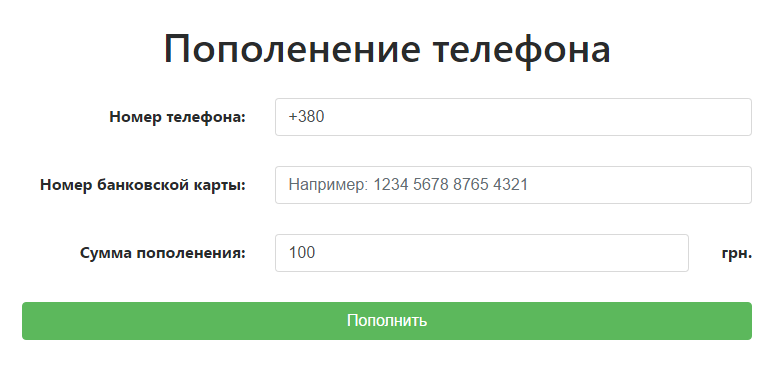 Пополенение телефона
Номер телефона: +380
Номер банковской карты: Например: 1234 5678 8765 4321
Сумма пополенения: 100 грн.
Пополнить